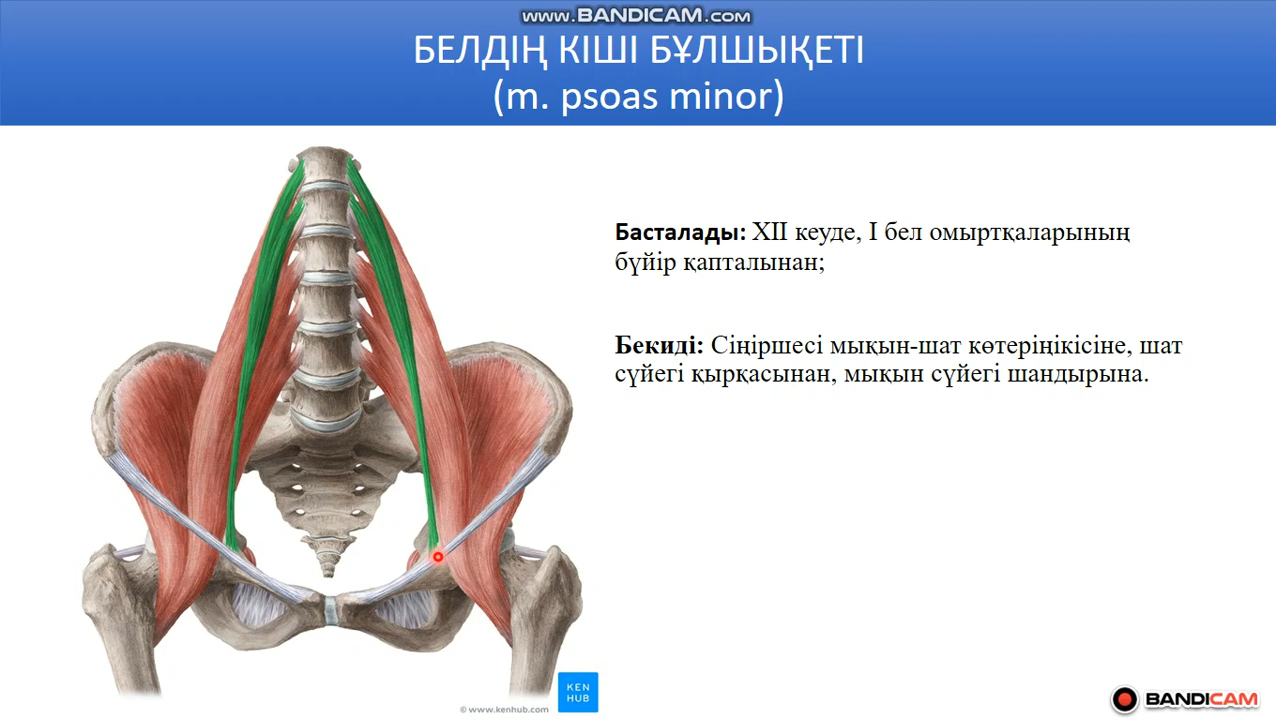 www.BANDICAM.com
БЕЛДІҢ КІШІ БҰЛШЫҚЕТІ
(m. psoas minor)
Басталады: XII кеуде, I бел омыртқаларының
бүйір қапталынан;
Бекиді: Сіңіршесі мықын-шат көтеріңікісіне, шат
сүйегі қырқасынан, мықын сүйегі шандырына.
KEN
HUB
© www.kenhub.com
BANDICAM